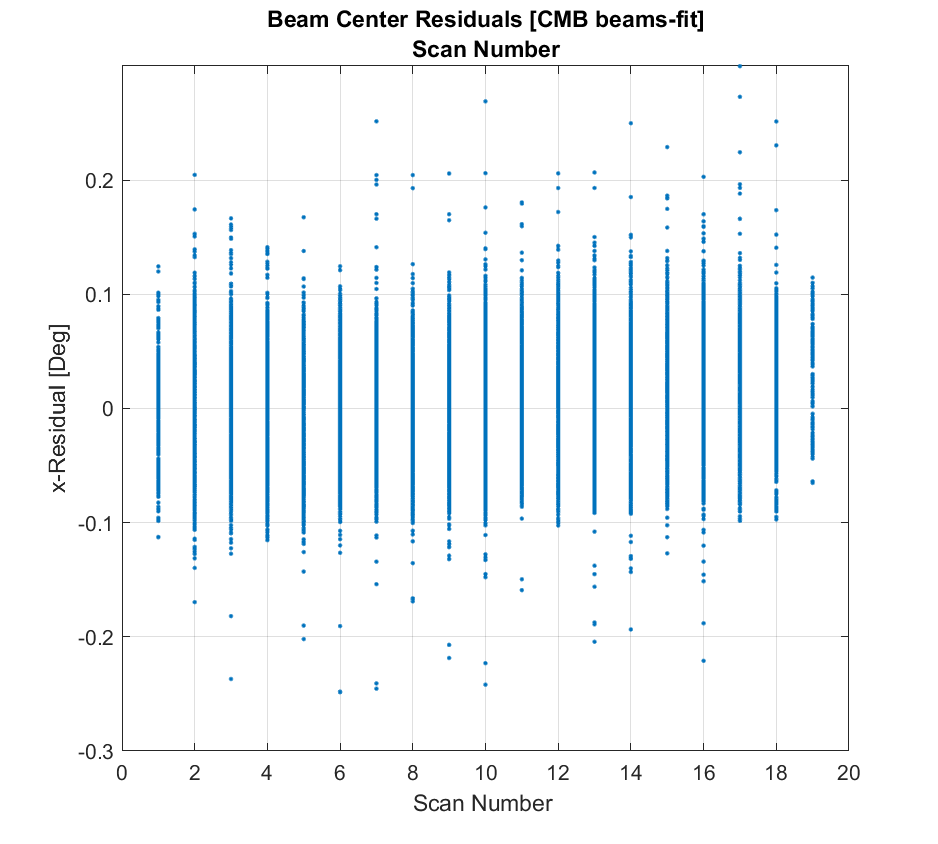 Beam Center Residuals [CMB beams-fit]
Scan Number
x-Residual [Deg]
0.2
0.1
0
-0.1
-0.2
-0.3
0 2 4 6 8 10 12 14 16 18 20
Scan Number